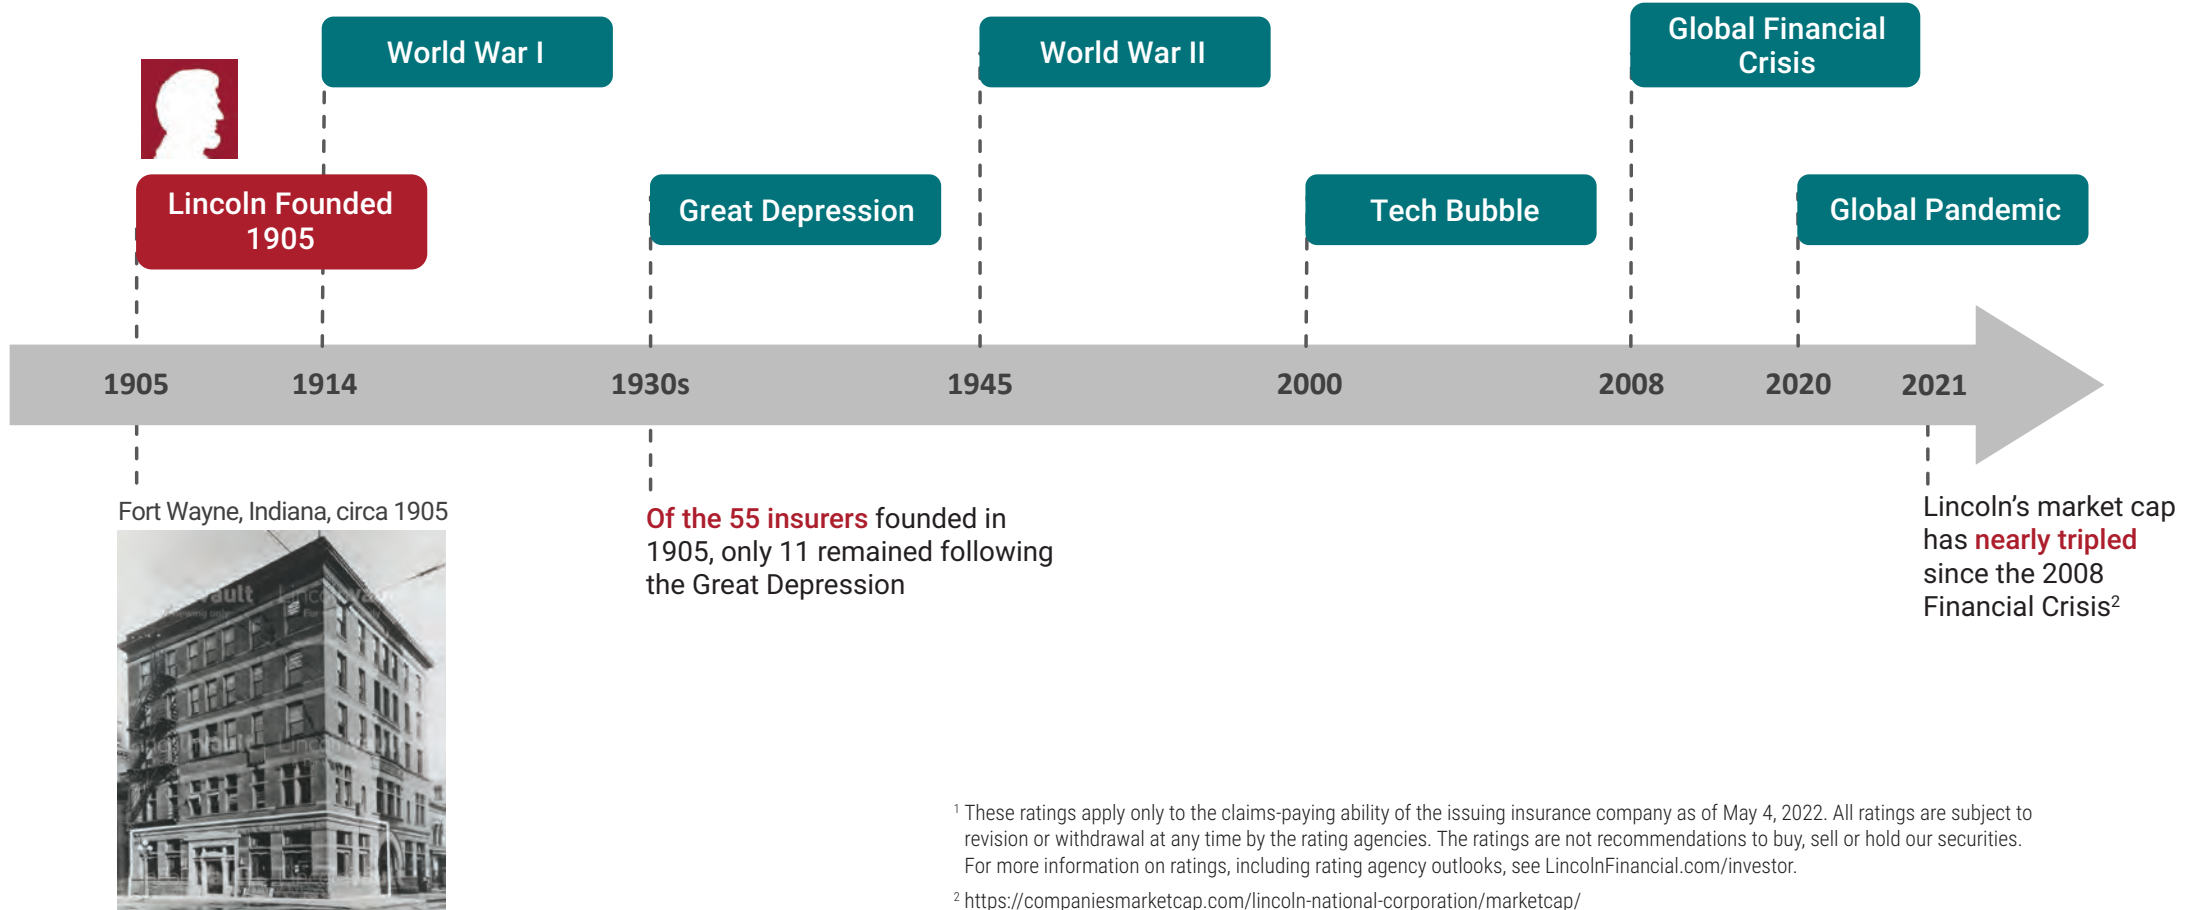 World War I
World War II
Global Financial
Crisis
Lincoln Founded
1905
Great Depression
Tech Bubble
Global Pandemic
1905
1914
1930s
1945
2000
2008
2020
2021
Fort Wayne, Indiana, circa 1905
Of the 55 insurers founded in
1905, only 11 remained following
the Great Depression
Lincoln’s market cap
has nearly tripled
since the 2008
Financial Crisis²
¹ These ratings apply only to the claims-paying ability of the issuing insurance company as of May 4, 2022. All ratings are subject to
revision or withdrawal at any time by the rating agencies. The ratings are not recommendations to buy, sell or hold our securities.
For more information on ratings, including rating agency outlooks, see LincolnFinancial.com/investor.
² https://companiesmarketcap.com/lincoln-national-corporation/marketcap/